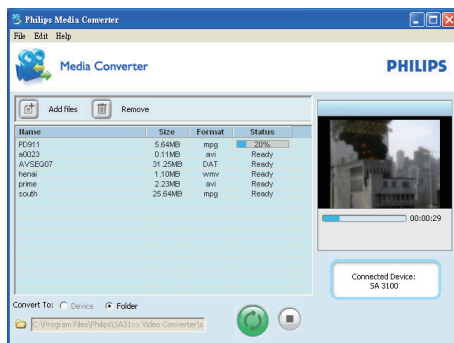 Philips Media Converter
File Edit Help
Media Converter
PHILIPS
Add files Remove
Name Size Format Status
PD911 5.64MB mpg 20%
a0023 0.11MB avi Ready
AVSEQ07 31.25MB DAT Ready
henai 1.10MB wmv Ready
prime 2.23MB avi Ready
south 25.64MB mpg Ready
00:00:29
Connected Device:
SA 3100
Convert To: Device Folder
C:\Program Files\Philips\SA31xx Video Converter\s